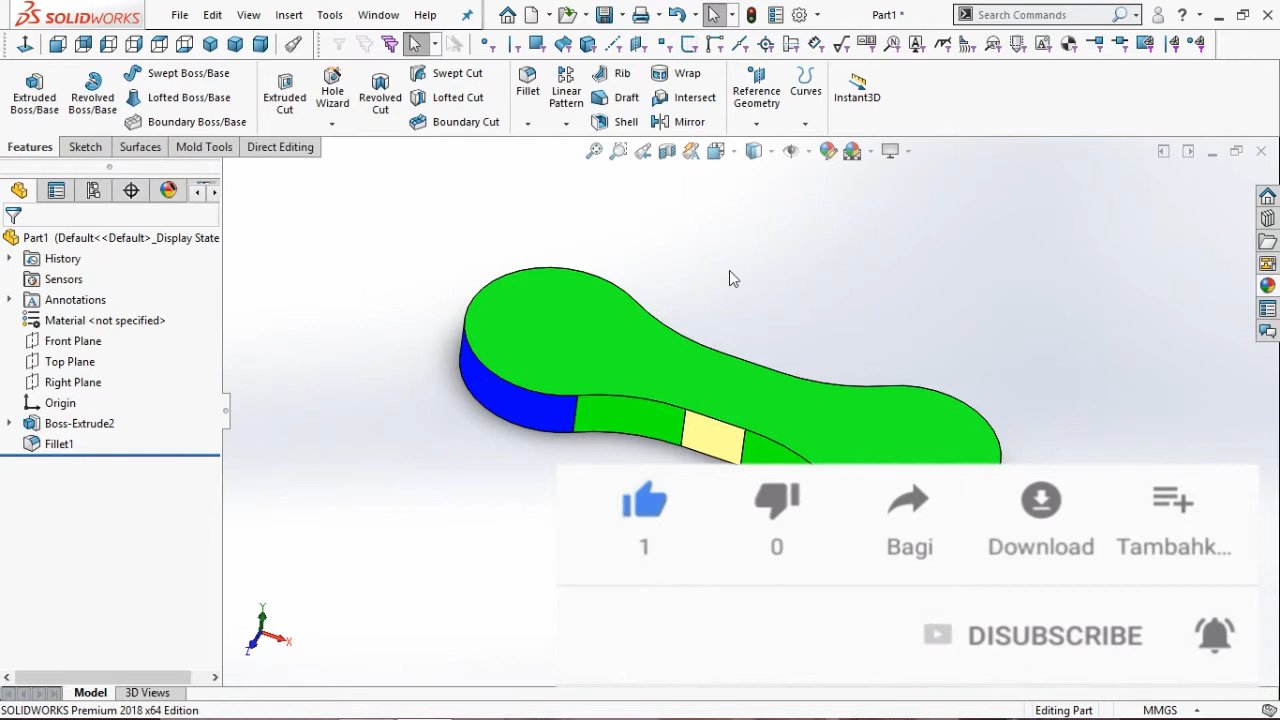 SOLIDWORKS File Edit View Insert Tools Window Help Part1 * Search Commands
Extruded Boss/Base
Revolved Boss/Base
Swept Boss/Base
Lofted Boss/Base
Boundary Boss/Base
Extruded Cut
Hole Wizard
Revolved Cut
Swept Cut
Lofted Cut
Boundary Cut
Fillet
Linear Pattern
Rib
Draft
Shell
Wrap
Intersect
Mirror
Reference Geometry
Curves
Instant3D
Features Sketch Surfaces Mold Tools Direct Editing
Part1 (Default<<Default>_Display State
History
Sensors
Annotations
Material <not specified>
Front Plane
Top Plane
Right Plane
Origin
Boss-Extrude2
Fillet1
Y
X
Z
1 0 Bagi Download Tambahk...
DISUBSCRIBE
Model 3D Views
SOLIDWORKS Premium 2018 x64 Edition Editing Part MMGS